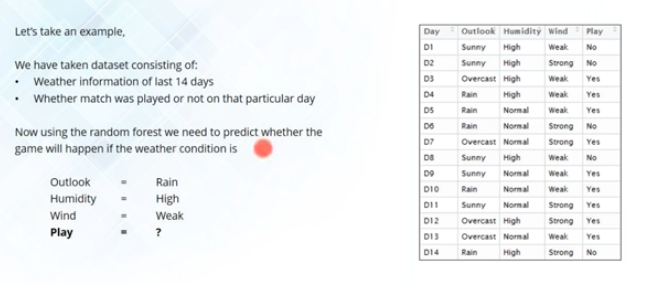 Let's take an example,
We have taken dataset consisting of:
• Weather information of last 14 days
• Whether match was played or not on that particular day
Now using the random forest we need to predict whether the
game will happen if the weather condition is
Outlook = Rain
Humidity = High
Wind = Weak
Play = ?
Day Outlook Humidity Wind Play
D1 Sunny High Weak No
D2 Sunny High Strong No
D3 Overcast High Weak Yes
D4 Rain High Weak Yes
D5 Rain Normal Weak Yes
D6 Rain Normal Strong No
D7 Overcast Normal Strong Yes
D8 Sunny High Weak No
D9 Sunny Normal Weak Yes
D10 Rain Normal Weak Yes
D11 Sunny Normal Strong Yes
D12 Overcast High Strong Yes
D13 Overcast Normal Weak Yes
D14 Rain High Strong No